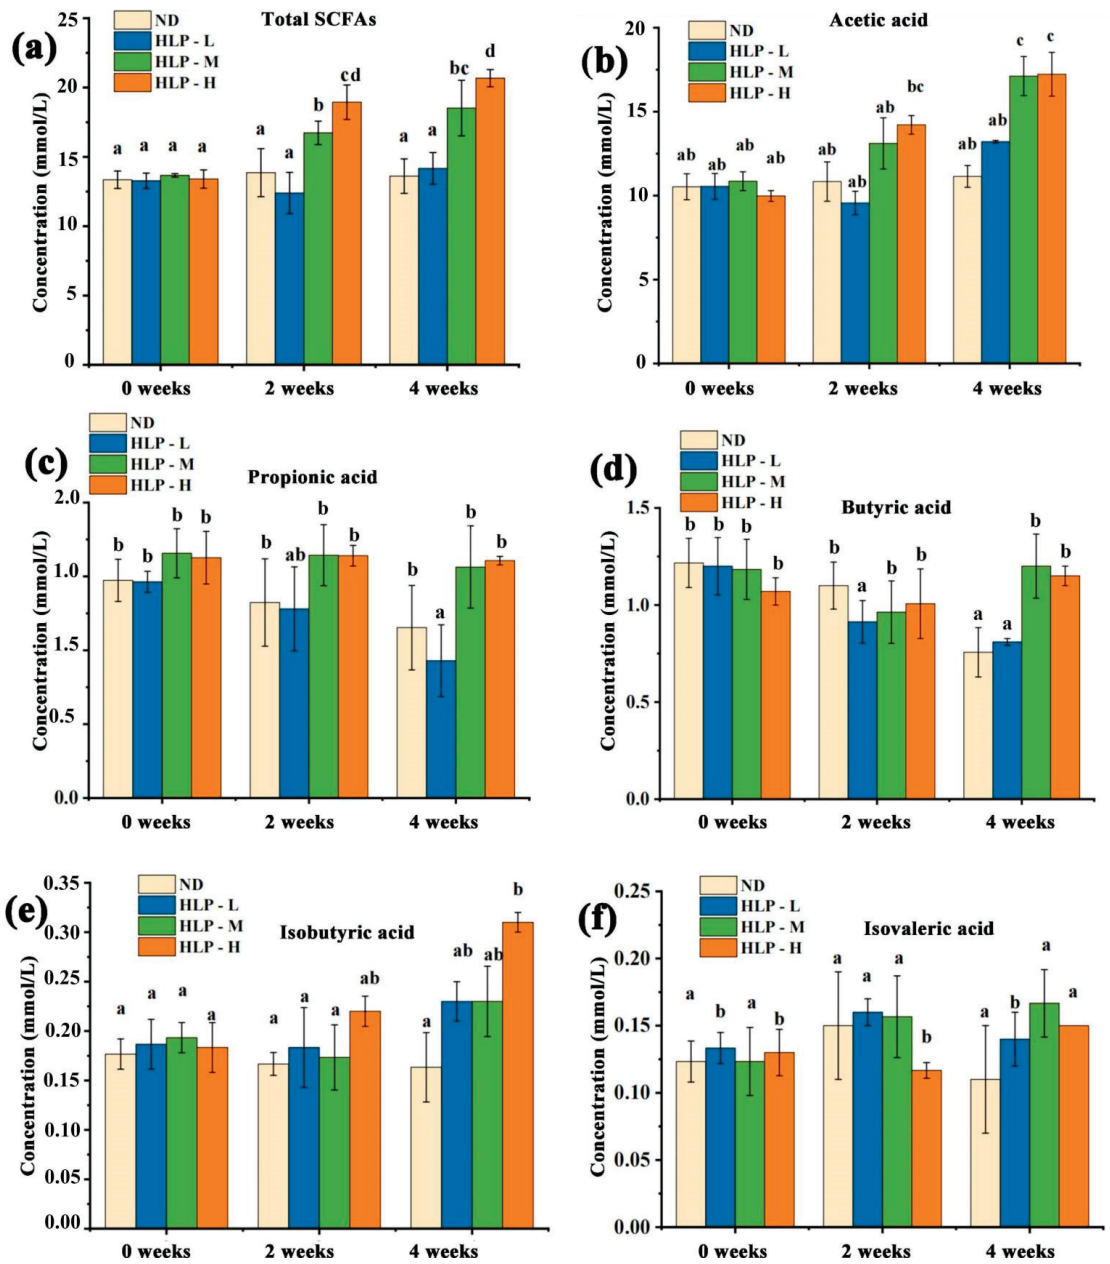 (a)
Total SCFAs
ND
HLP - L
HLP - M
HLP - H
Concentration (mmol/L)
25
20
15
10
5
0
a a a a
a a b cd
a a bc d
0 weeks 2 weeks 4 weeks
(b)
Acetic acid
ND
HLP - L
HLP - M
HLP - H
Concentration (mmol/L)
20
15
10
5
0
ab ab ab ab
ab ab ab bc
ab ab c c
0 weeks 2 weeks 4 weeks
(c)
Propionic acid
ND
HLP - L
HLP - M
HLP - H
Concentration (mmol/L)
2.0
1.0
1.5
0.5
0.0
b b b b
b ab b b
b a b b
0 weeks 2 weeks 4 weeks
(d)
Butyric acid
ND
HLP - L
HLP - M
HLP - H
Concentration (mmol/L)
1.5
1.0
0.5
0.0
b b b b
b a b b
a a b b
0 weeks 2 weeks 4 weeks
(e)
Isobutyric acid
ND
HLP - L
HLP - M
HLP - H
Concentration (mmol/L)
0.35
0.30
0.25
0.20
0.15
0.10
0.05
0.00
a a a a
a a a ab
a ab ab b
0 weeks 2 weeks 4 weeks
(f)
Isovaleric acid
ND
HLP - L
HLP - M
HLP - H
Concentration (mmol/L)
0.25
0.20
0.15
0.10
0.05
0.00
a b a b
a a a b
a b a a
0 weeks 2 weeks 4 weeks